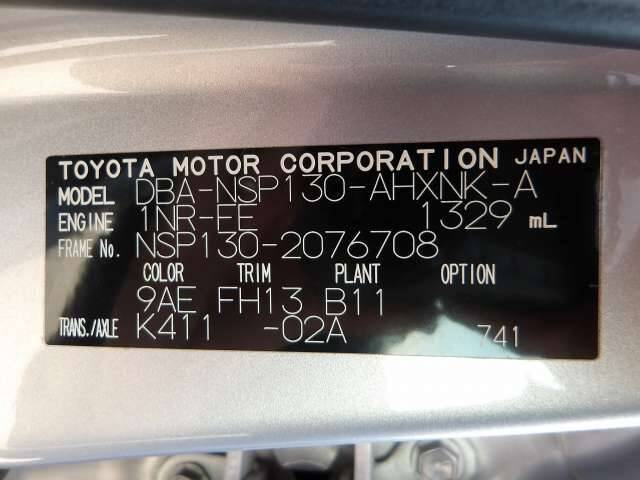 TOYOTA MOTOR CORPORATION JAPAN
MODEL DBA-NSP130-AHXNK-A
ENGINE 1NR-FE 1329 mL
FRAME No. NSP130-2076708
COLOR TRIM PLANT OPTION
9AE FH13 B11
TRANS./AXLE K411 -02A 741